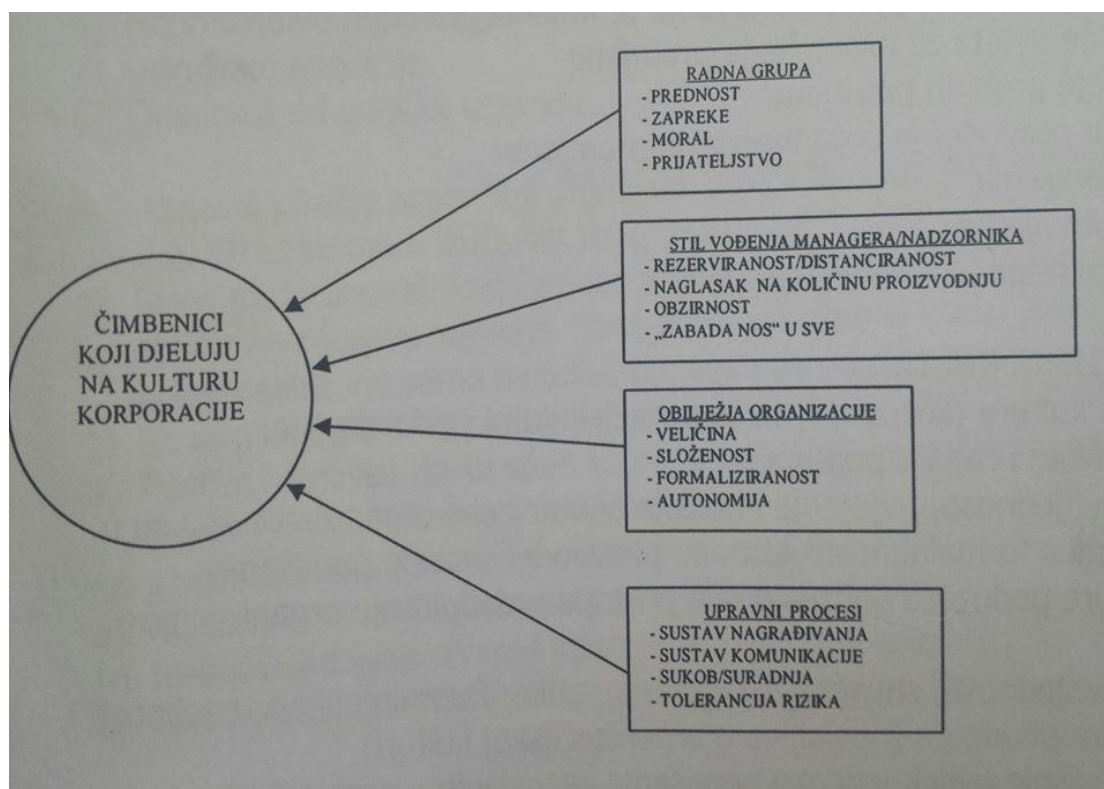 ČIMBENICI
KOJI DJELUJU
NA KULTURU
KORPORACIJE
RADNA GRUPA
- PREDNOST
- ZAPREKE
- MORAL
- PRIJATELJSTVO
STIL VOĐENJA MANAGERA/NADZORNIKA
- REZERVIRANOST/DISTANCIRANOST
- NAGLASAK NA KOLIČINU PROIZVODNJU
- OBZIRNOST
- „ZABADA NOS“ U SVE
OBILJEŽJA ORGANIZACIJE
- VELIČINA
- SLOŽENOST
- FORMALIZIRANOST
- AUTONOMIJA
UPRAVNI PROCESI
- SUSTAV NAGRAĐIVANJA
- SUSTAV KOMUNIKACIJE
- SUKOB/SURADNJA
- TOLERANCIJA RIZIKA